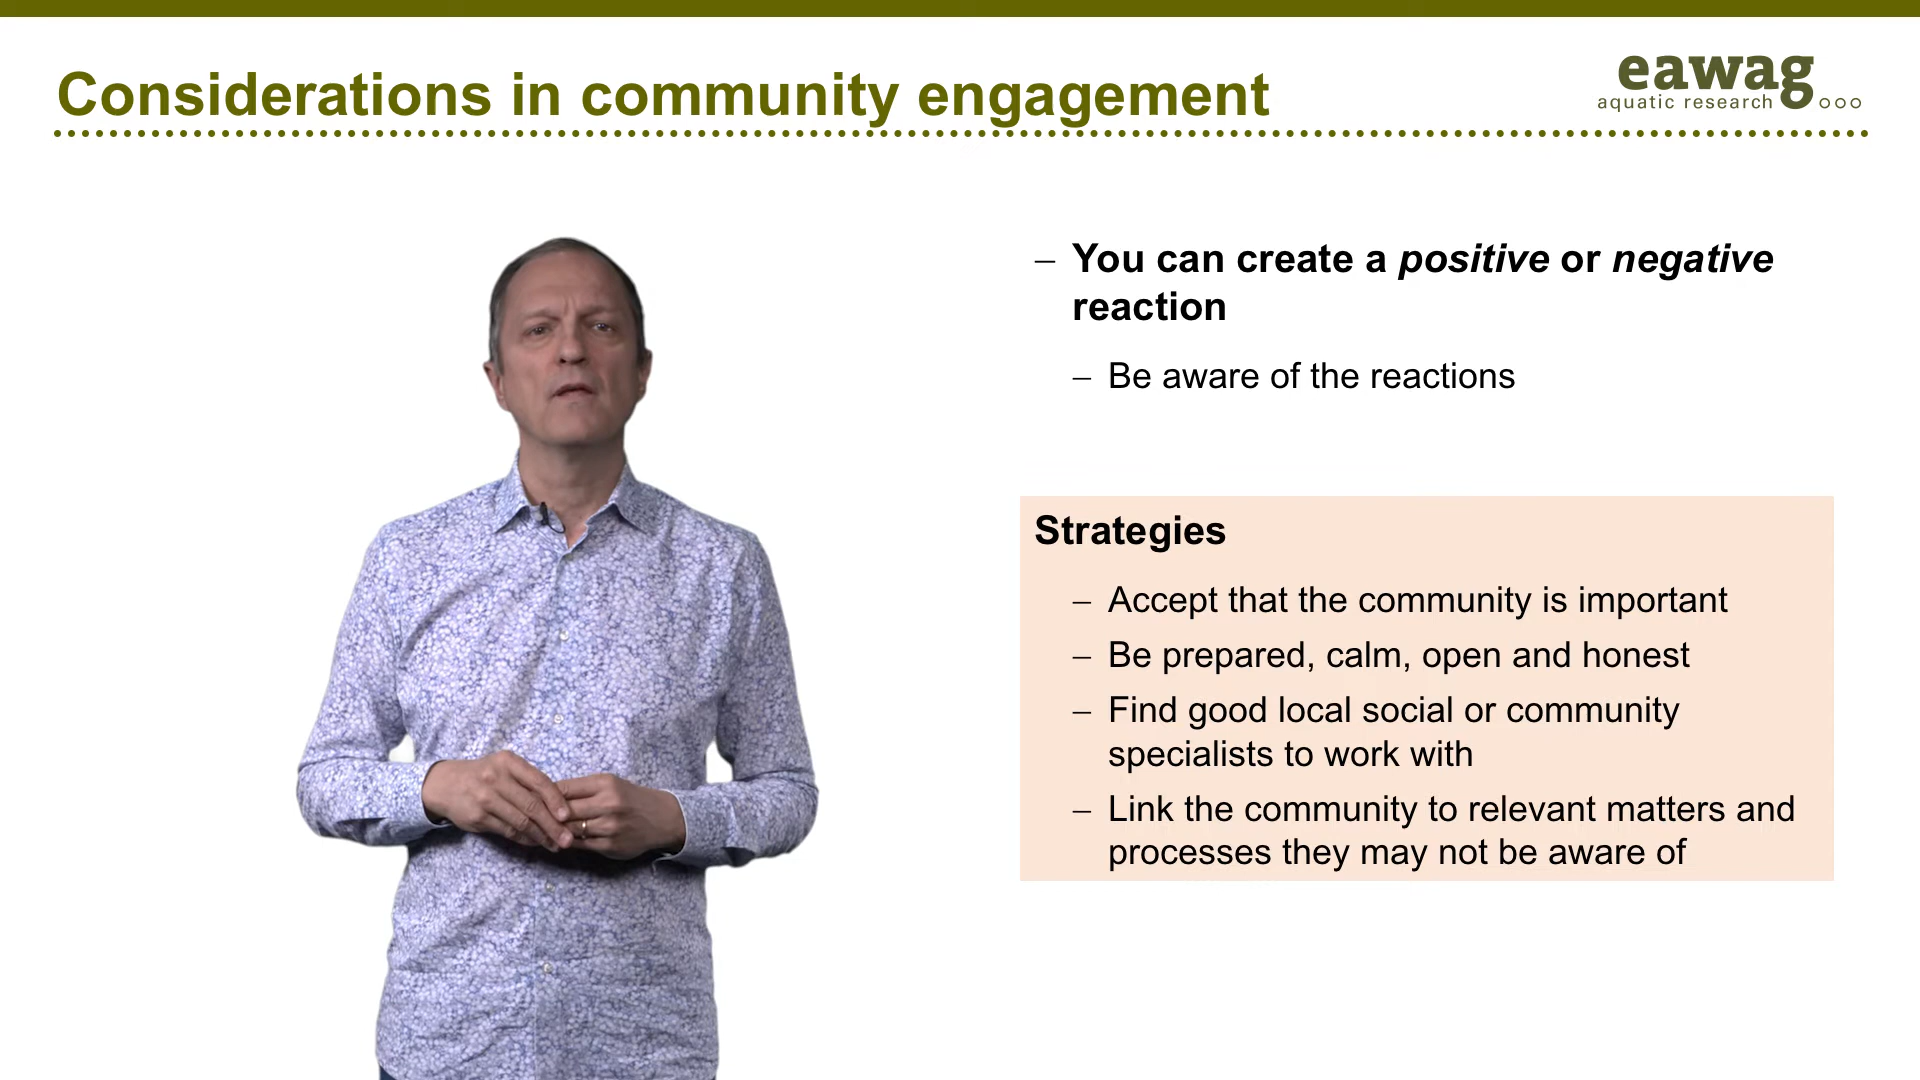 Considerations in community engagement
eawag
aquatic research
– You can create a positive or negative
reaction
– Be aware of the reactions
Strategies
– Accept that the community is important
– Be prepared, calm, open and honest
– Find good local social or community
specialists to work with
– Link the community to relevant matters and
processes they may not be aware of